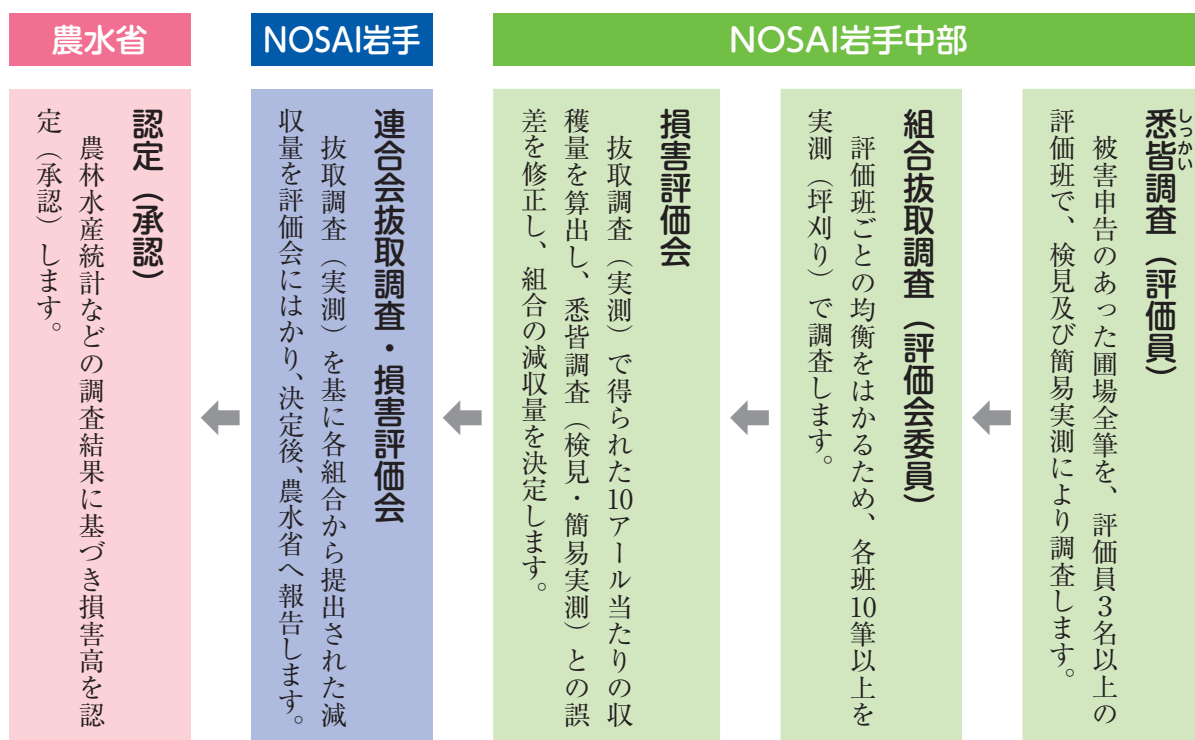 NOSAI岩手中部
悉皆調査（評価員）
しっかい
被害申告のあった圃場全筆を、評価員3名以上の
評価班で、検見及び簡易実測により調査します。
組合抜取調査（評価会委員）
評価班ごとの均衡をはかるため、各班10筆以上を
実測（坪刈り）で調査します。
損害評価会
抜取調査（実測）で得られた10アール当たりの収
穫量を算出し、悉皆調査（検見・簡易実測）との誤
差を修正し、組合の減収量を決定します。
NOSAI岩手
連合会抜取調査・損害評価会
抜取調査（実測）を基に各組合から提出された減
収量を評価会にはかり、決定後、農水省へ報告します。
農水省
認定（承認）
農林水産統計などの調査結果に基づき損害高を認
定（承認）します。